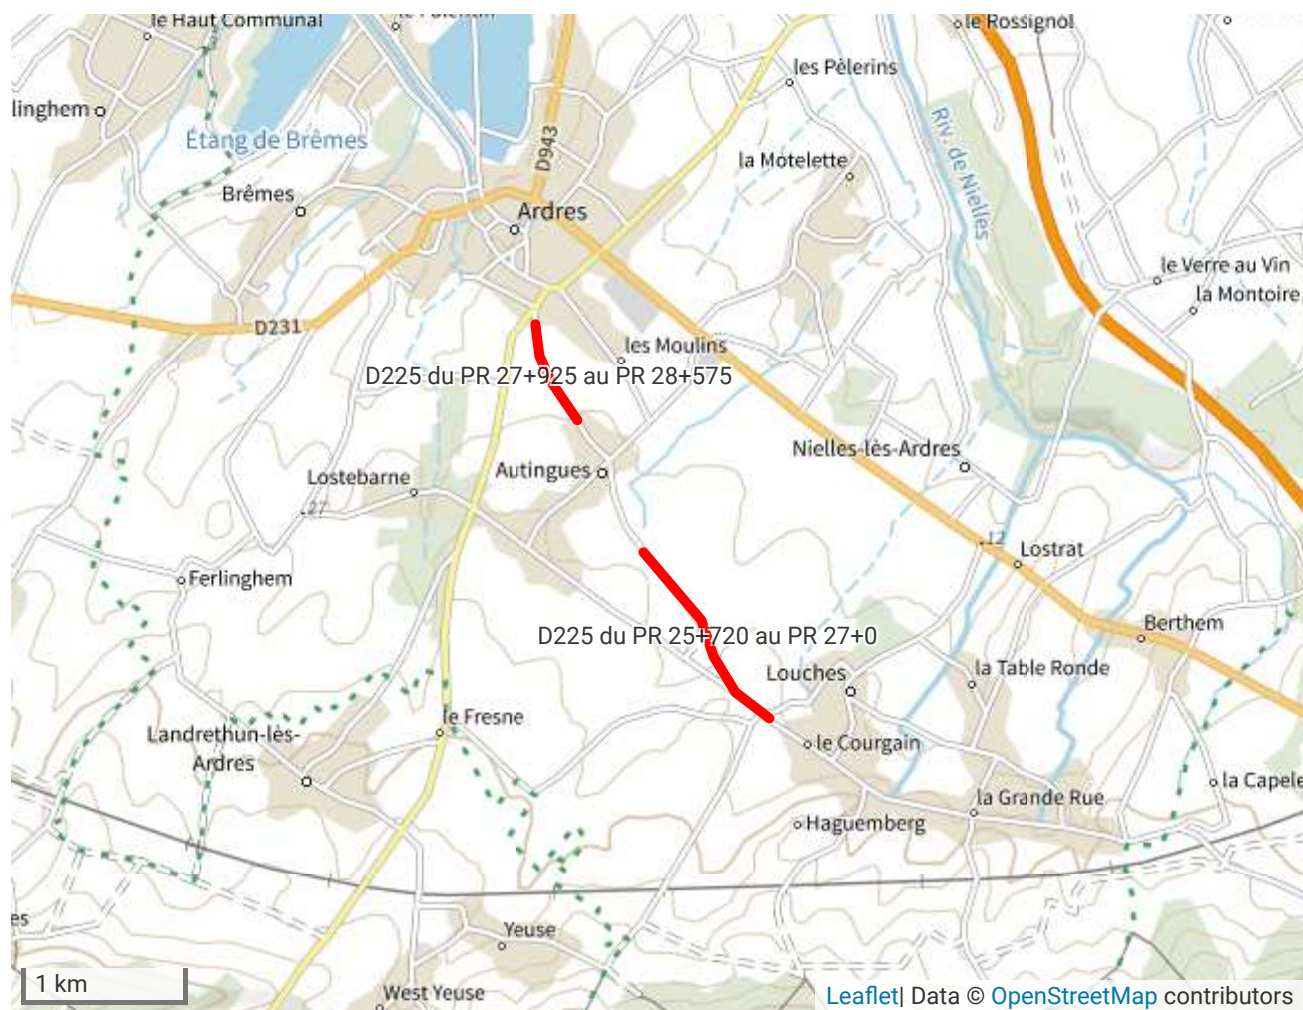 le Haut Communal
le Rossignol
les Pèlerins
linghem
D943
Riv. de Nielles
Étang de Brêmes
la Motelette
Brêmes
Ardres
le Verre au Vin
la Montoire
D231
les Moulins
D225 du PR 27+925 au PR 28+575
Nielles-lès-Ardres
Autingues
Lostebarne
27
12
Lostrat
Ferlinghem
Berthem
D225 du PR 25+720 au PR 27+0
Louches
la Table Ronde
le Fresne
Landrethun-lès-
Ardres
le Courgain
la Capele
la Grande Rue
Haguemberg
es
Yeuse
1 km
West Yeuse
Leaflet| Data © OpenStreetMap contributors